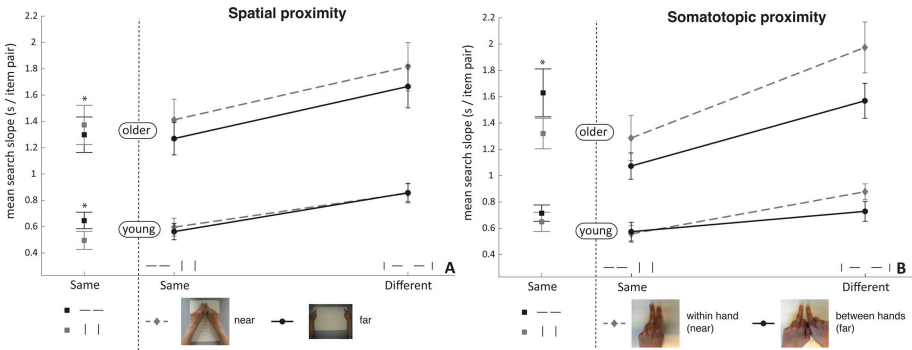 Spatial proximity
mean search slope (s / item pair)
2.2
2
1.8
1.6
1.4
1.2
1
0.8
0.6
0.4
*
*
older
young
Same
Same
Different
A
near
far
Somatotopic proximity
mean search slope (s / item pair)
2.2
2
1.8
1.6
1.4
1.2
1
0.8
0.6
0.4
*
older
young
Same
Same
Different
B
within hand
(near)
between hands
(far)